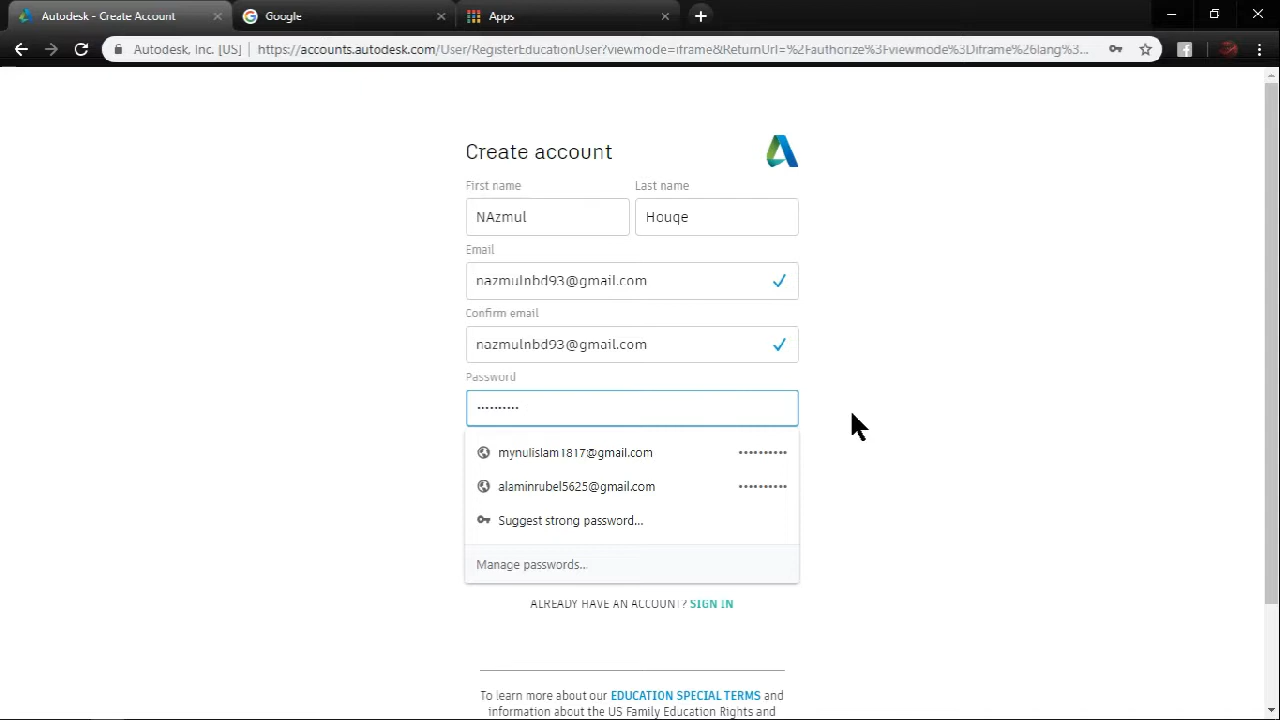 Autodesk - Create Account
Google
Apps
Autodesk, Inc. [US] | https://accounts.autodesk.com/User/RegisterEducationUser?viewmode=iframe&ReturnUrl=%2Fauthorize%3Fviewmode%3Diframe%26lang%3...
Create account
First name Last name
NAzmul Houqe
Email
nazmulnbd93@gmail.com
Confirm email
nazmulnbd93@gmail.com
Password
••••••••••
mynulislam1817@gmail.com ••••••••••
alaminrubel5625@gmail.com ••••••••••
Suggest strong password...
Manage passwords...
ALREADY HAVE AN ACCOUNT? SIGN IN
To learn more about our EDUCATION SPECIAL TERMS and
information about the US Family Education Rights and